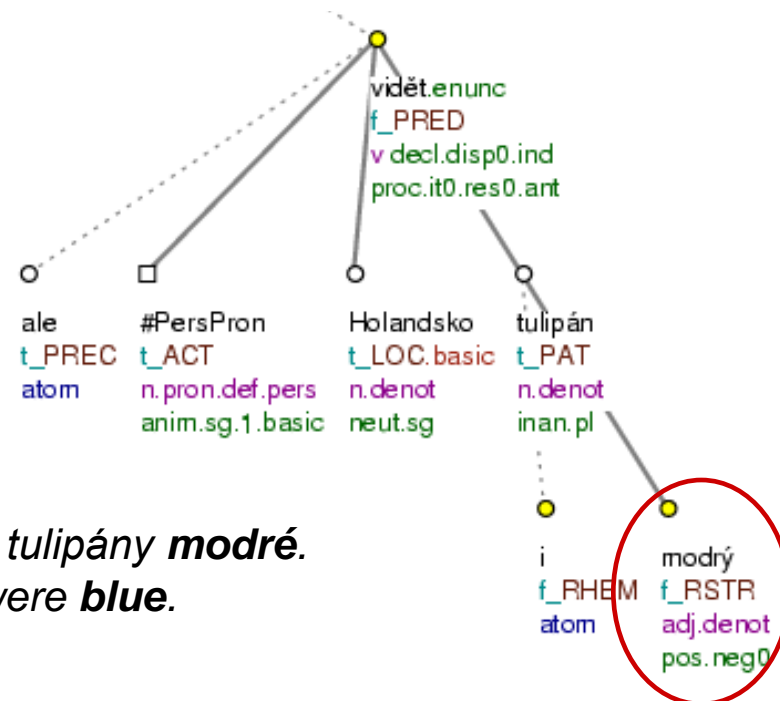 vidět.enunc
f_PRED
v decl.disp0.ind
proc.it0.res0.ant
ale
t_PREC
atom
#PersPron
t_ACT
n.pron.def.pers
anim.sg.1.basic
Holandsko
t_LOC.basic
n.denot
neut.sg
tulipán
t_PAT
n.denot
inan.pl
i
f_RHEM
atom
modrý
f_RSTR
adj.denot
pos.neg0
tulipány modré.
were blue.